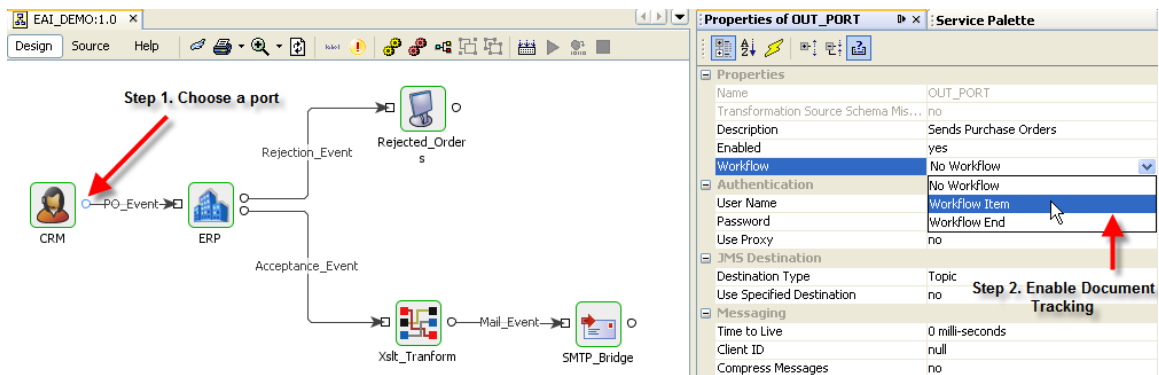 EAI_DEMO:1.0
Design Source Help
Step 1. Choose a port
Rejected_Order
s
Rejection_Event
PO_Event
CRM
ERP
Acceptance_Event
Mail_Event
Xslt_Tranform
SMTP_Bridge
Properties of OUT_PORT
Service Palette
Properties
Name OUT_PORT
Transformation Source Schema Mis... no
Description Sends Purchase Orders
Enabled yes
Workflow No Workflow
No Workflow
Workflow Item
Workflow End
Authentication
User Name
Password
Use Proxy no
JMS Destination
Destination Type Topic
Use Specified Destination no
Step 2. Enable Document
Tracking
Messaging
Time to Live 0 milli-seconds
Client ID null
Compress Messages no